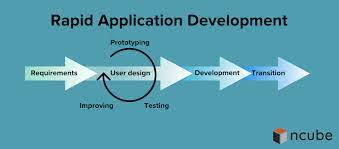 Rapid Application Development
Prototyping
Requirements
User design
Development
Transition
Improving
Testing
ncube